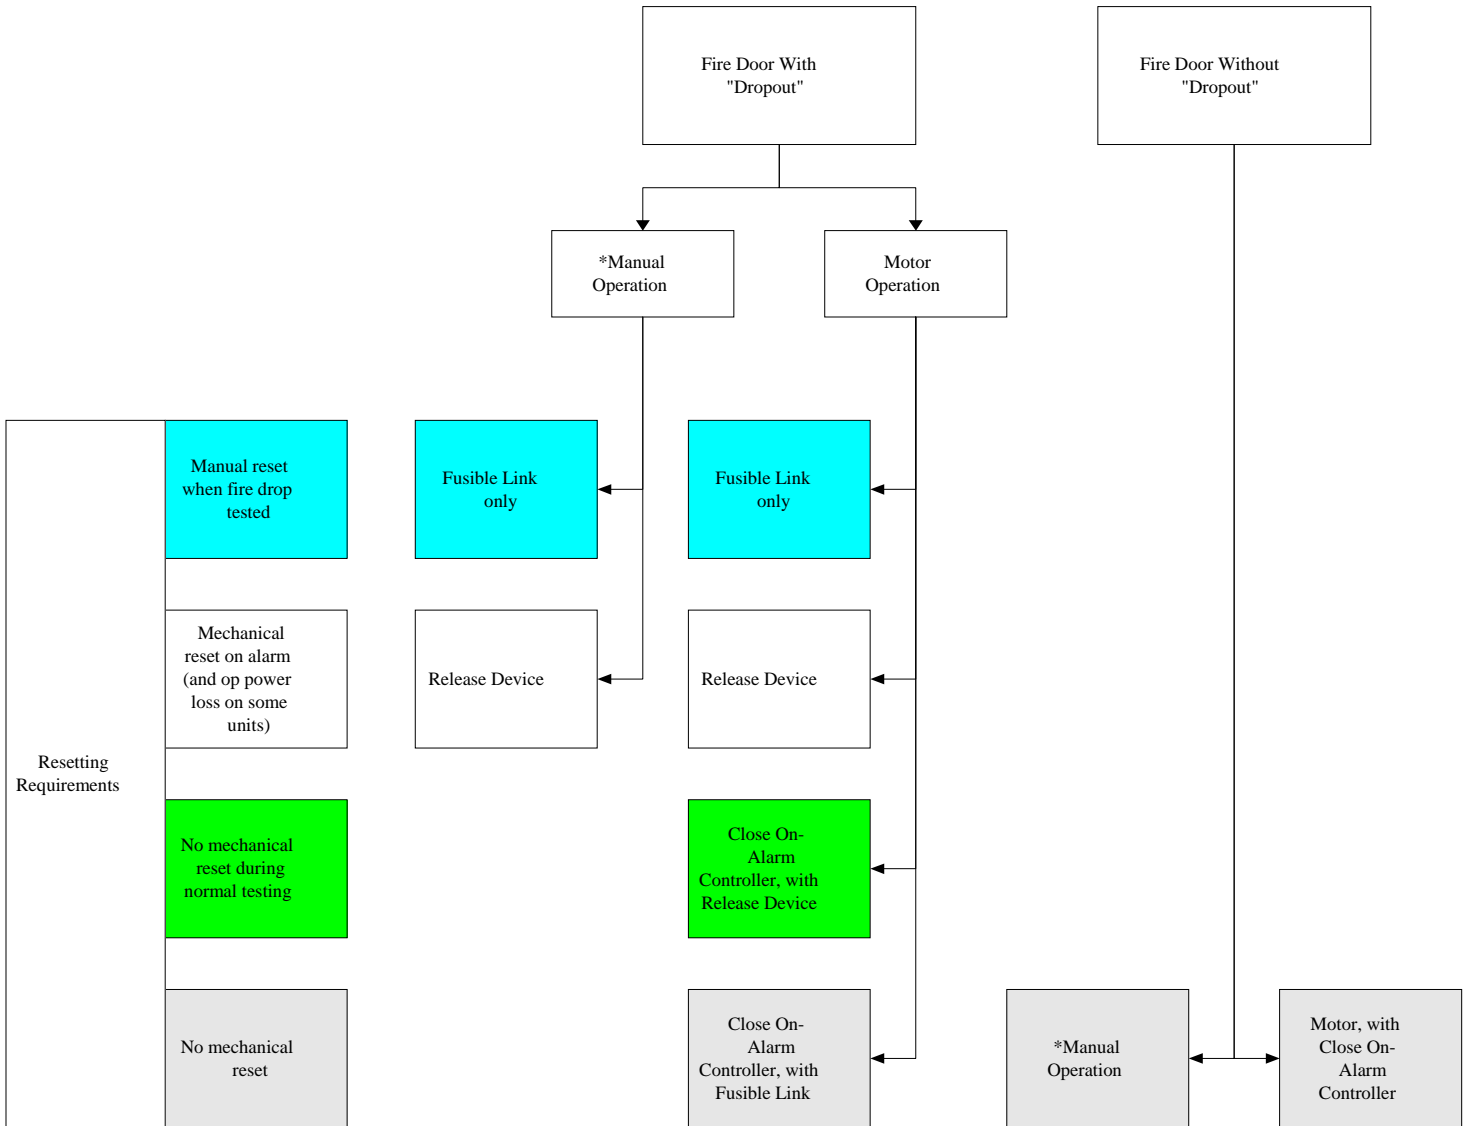 Fire Door With
"Dropout"
Fire Door Without
"Dropout"
*Manual
Operation
Motor
Operation
Resetting
Requirements
Manual reset
when fire drop
tested
Fusible Link
only
Fusible Link
only
Mechanical
reset on alarm
(and op power
loss on some
units)
Release Device
Release Device
No mechanical
reset during
normal testing
Close On-
Alarm
Controller, with
Release Device
No mechanical
reset
Close On-
Alarm
Controller, with
Fusible Link
*Manual
Operation
Motor, with
Close On-
Alarm
Controller